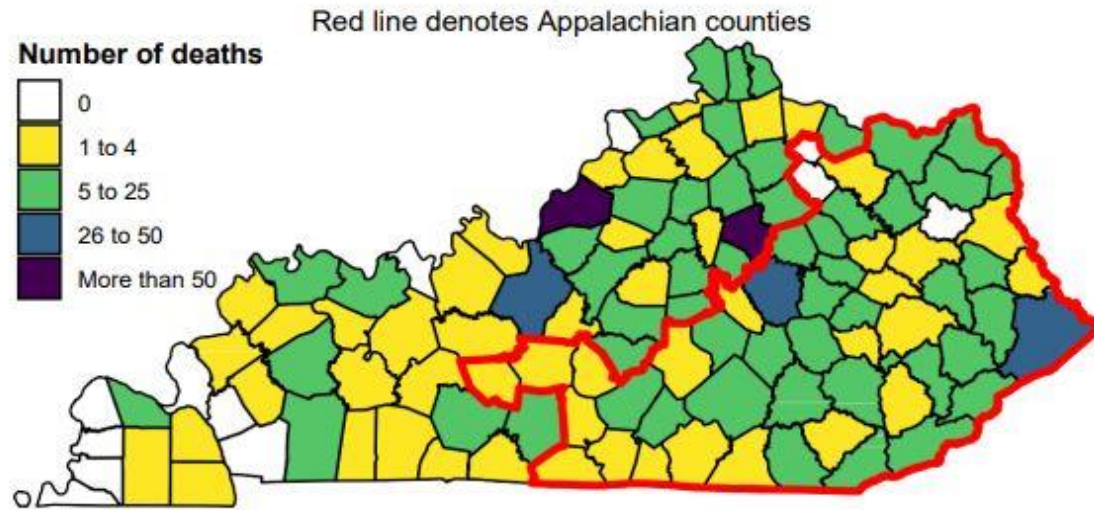 Red line denotes Appalachian counties
Number of deaths
0
1 to 4
5 to 25
26 to 50
More than 50